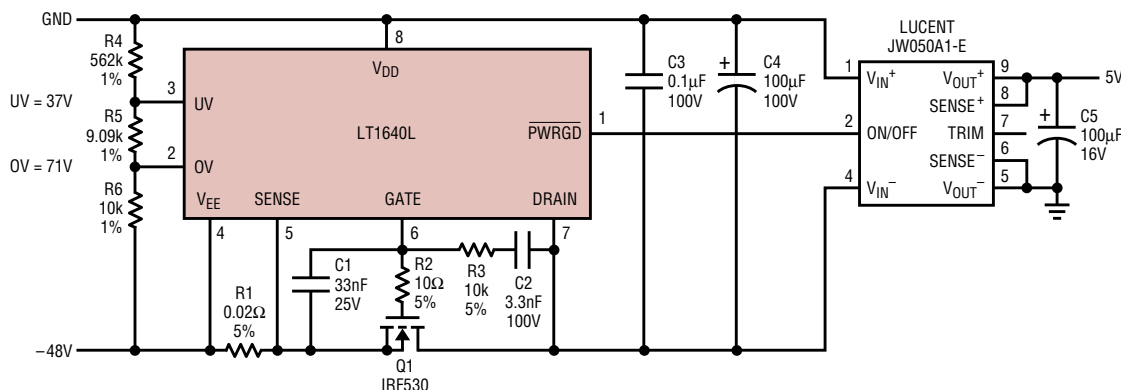 GND
R4
562k
1%
UV = 37V
R5
9.09k
1%
OV = 71V
R6
10k
1%
−48V
8
VDD
3
UV
LT1640L
PWRGD
1
2
OV
VEE
SENSE
GATE
DRAIN
4
5
6
7
R1
0.02Ω
5%
C1
33nF
25V
R2
10Ω
5%
R3
10k
5%
C2
3.3nF
100V
Q1
IRF530
C3
0.1µF
100V
C4
+
100µF
100V
LUCENT
JW050A1-E
1
VIN+
VOUT+
9
5V
SENSE+
8
2
ON/OFF
TRIM
7
SENSE−
6
4
VIN−
VOUT−
5
+
C5
100µF
16V